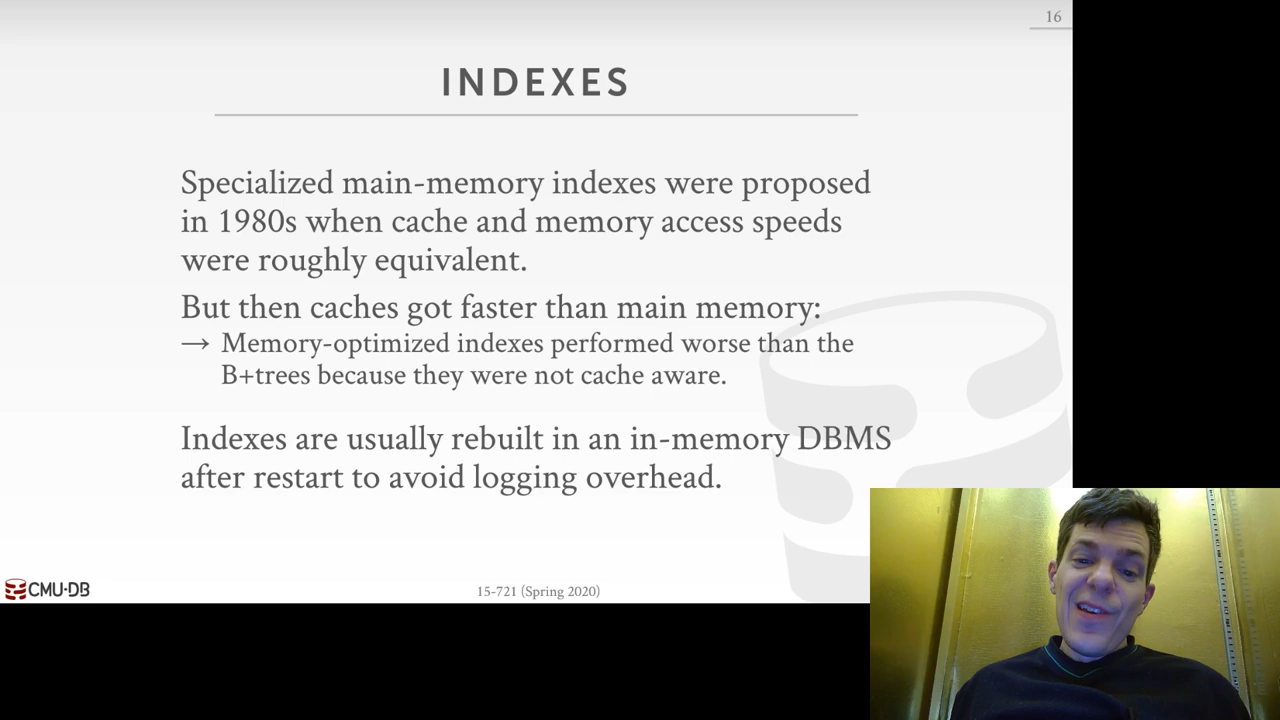 16
INDEXES
Specialized main-memory indexes were proposed
in 1980s when cache and memory access speeds
were roughly equivalent.
But then caches got faster than main memory:
→ Memory-optimized indexes performed worse than the
B+trees because they were not cache aware.
Indexes are usually rebuilt in an in-memory DBMS
after restart to avoid logging overhead.
CMU·DB
15-721 (Spring 2020)